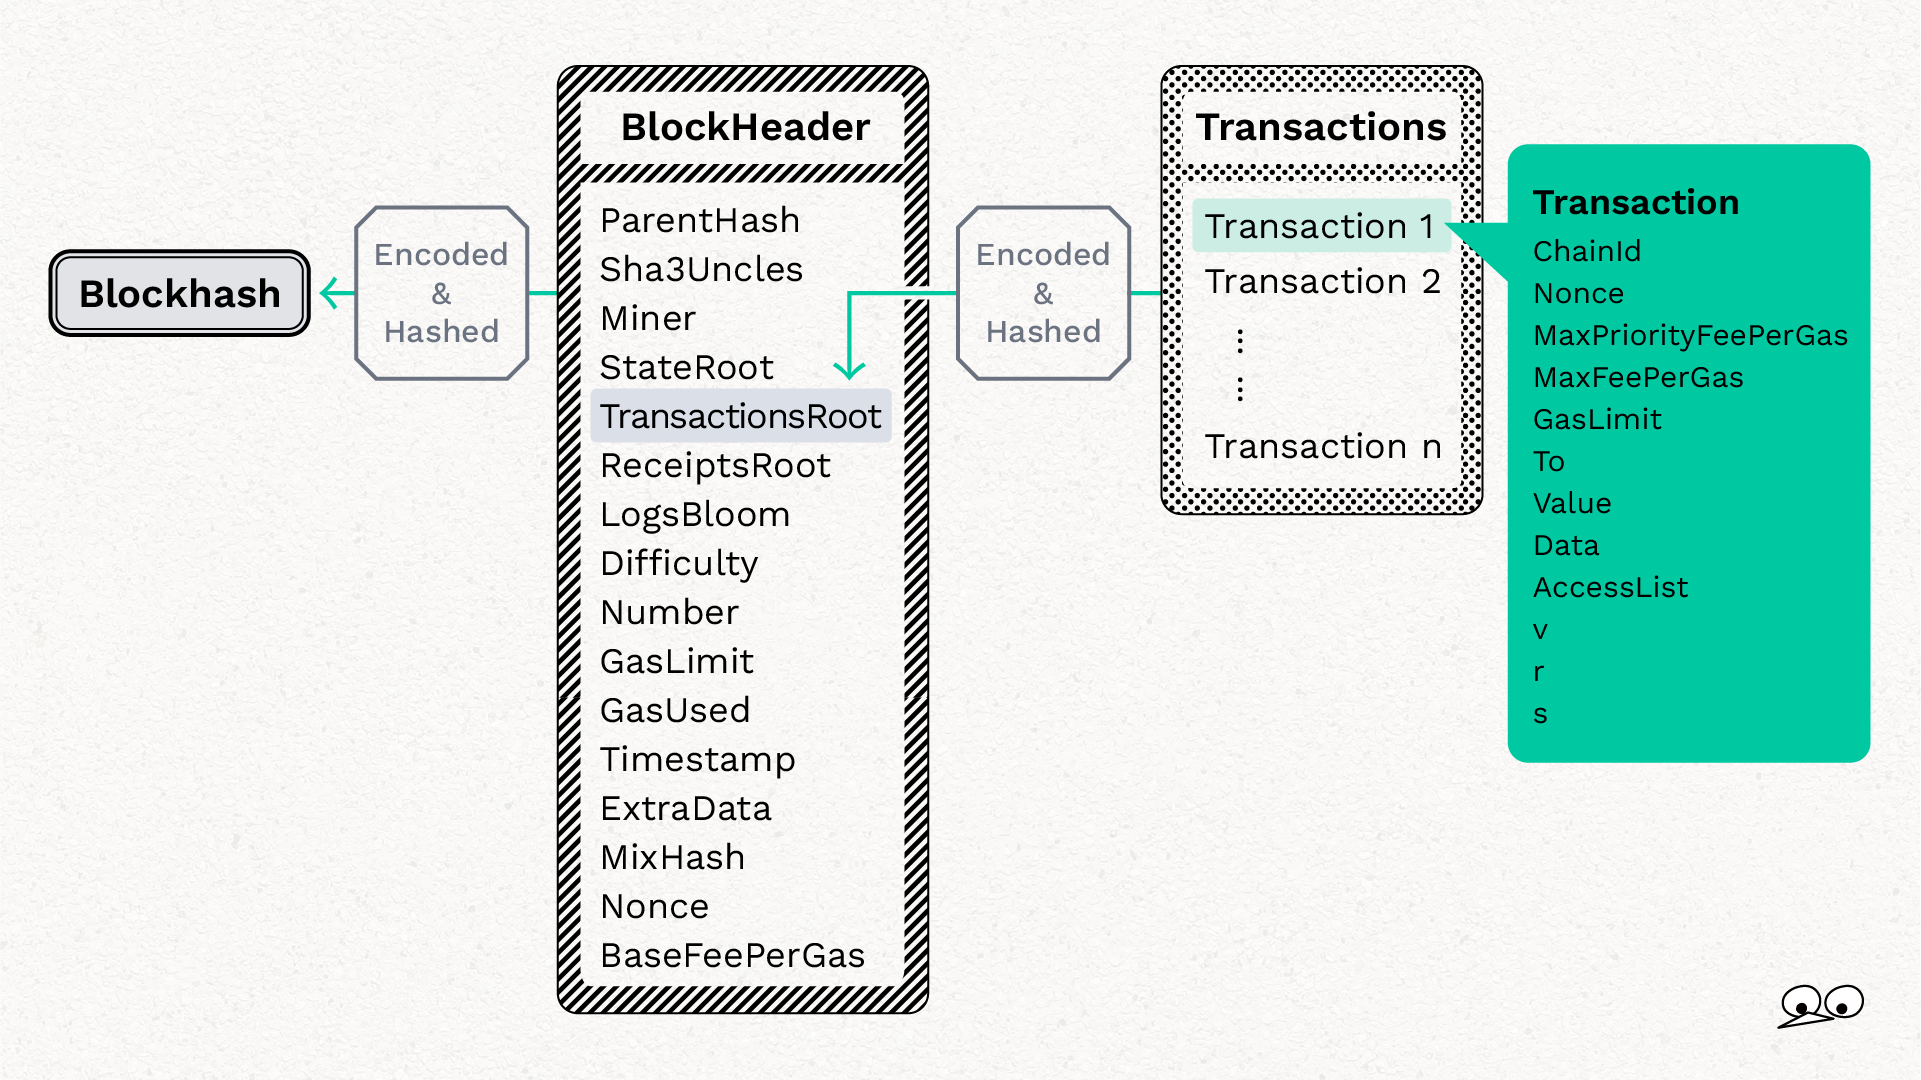 Blockhash
Encoded
&
Hashed
BlockHeader
ParentHash
Sha3Uncles
Miner
StateRoot
TransactionsRoot
ReceiptsRoot
LogsBloom
Difficulty
Number
GasLimit
GasUsed
Timestamp
ExtraData
MixHash
Nonce
BaseFeePerGas
Encoded
&
Hashed
Transactions
Transaction 1
Transaction 2
⋮
⋮
Transaction n
Transaction
ChainId
Nonce
MaxPriorityFeePerGas
MaxFeePerGas
GasLimit
To
Value
Data
AccessList
v
r
s